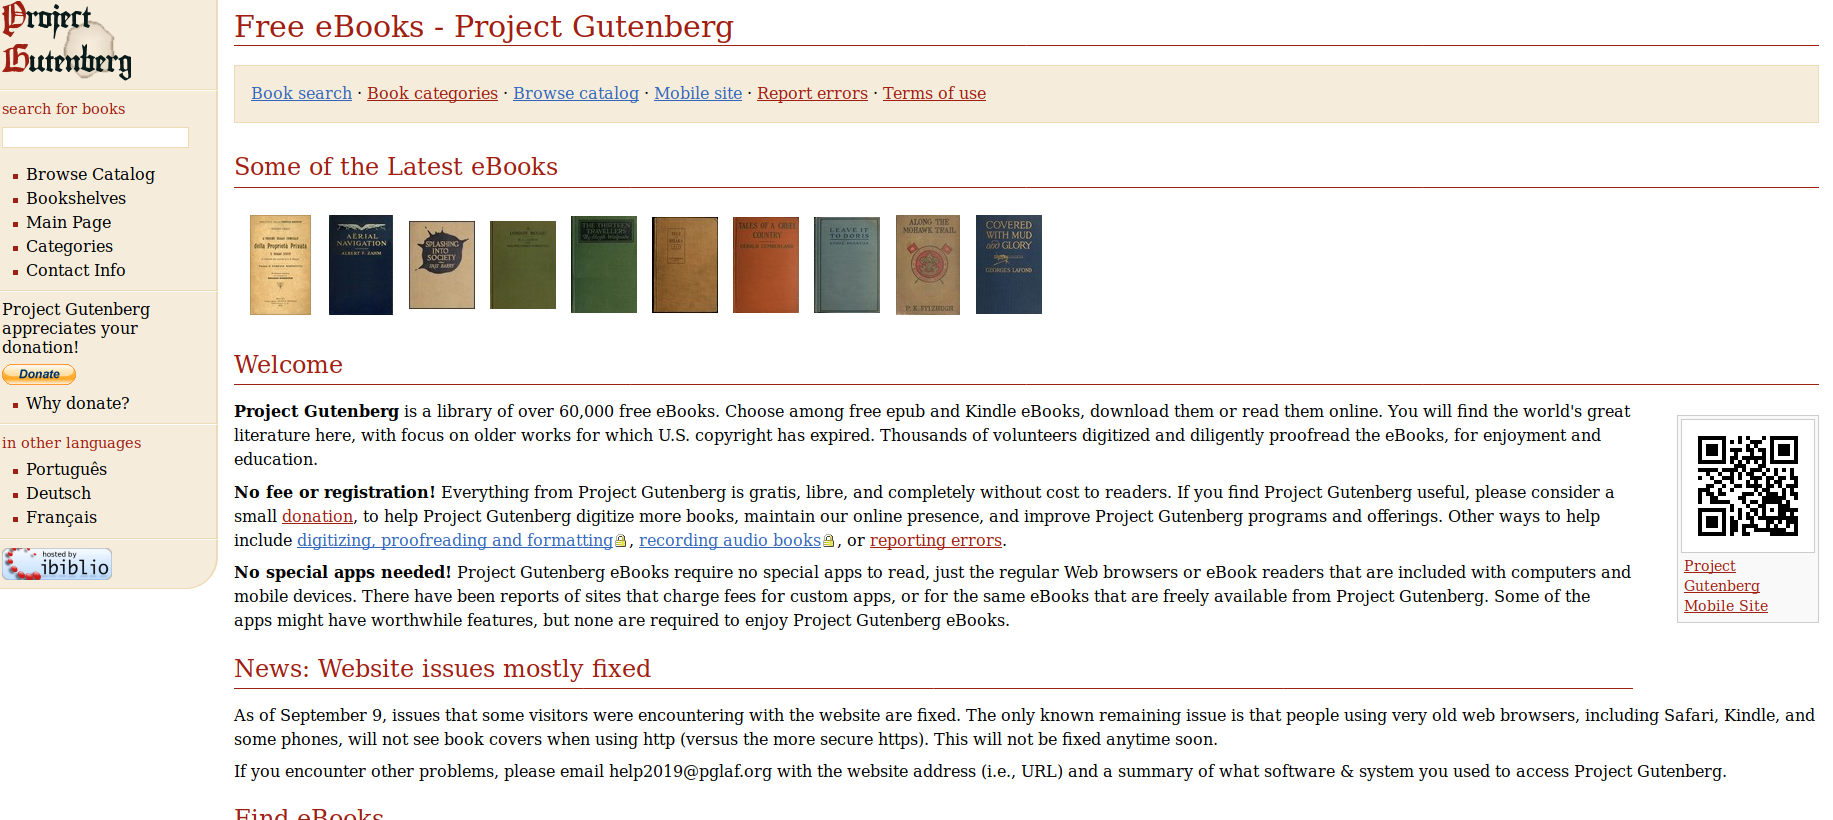 Project
Gutenberg
search for books
Browse Catalog
Bookshelves
Main Page
Categories
Contact Info
Project Gutenberg
appreciates your
donation!
Donate
Why donate?
in other languages
Português
Deutsch
Français
hosted by
ibiblio
Free eBooks - Project Gutenberg
Book search · Book categories · Browse catalog · Mobile site · Report errors · Terms of use
Some of the Latest eBooks
della Proprietà Privata
AERIAL
NAVIGATION
ALBERT F. ZAHM
SPLASHING
INTO
SOCIETY
IRIS BARRY
THE THIRTEEN
TRAVELLERS
TALES OF A CRUEL
COUNTRY
GERALD CUMBERLAND
LEAVE IT
TO DORIS
ALONG THE
MOHAWK TRAIL
P. K. FITZHUGH
COVERED
WITH MUD
and GLORY
GEORGES LAFOND
Welcome
Project Gutenberg is a library of over 60,000 free eBooks. Choose among free epub and Kindle eBooks, download them or read them online. You will find the world's great
literature here, with focus on older works for which U.S. copyright has expired. Thousands of volunteers digitized and diligently proofread the eBooks, for enjoyment and
education.
No fee or registration! Everything from Project Gutenberg is gratis, libre, and completely without cost to readers. If you find Project Gutenberg useful, please consider a
small donation, to help Project Gutenberg digitize more books, maintain our online presence, and improve Project Gutenberg programs and offerings. Other ways to help
include digitizing, proofreading and formatting, recording audio books, or reporting errors.
No special apps needed! Project Gutenberg eBooks require no special apps to read, just the regular Web browsers or eBook readers that are included with computers and
mobile devices. There have been reports of sites that charge fees for custom apps, or for the same eBooks that are freely available from Project Gutenberg. Some of the
apps might have worthwhile features, but none are required to enjoy Project Gutenberg eBooks.
Project
Gutenberg
Mobile Site
News: Website issues mostly fixed
As of September 9, issues that some visitors were encountering with the website are fixed. The only known remaining issue is that people using very old web browsers, including Safari, Kindle, and
some phones, will not see book covers when using http (versus the more secure https). This will not be fixed anytime soon.
If you encounter other problems, please email help2019@pglaf.org with the website address (i.e., URL) and a summary of what software & system you used to access Project Gutenberg.
Find eBooks